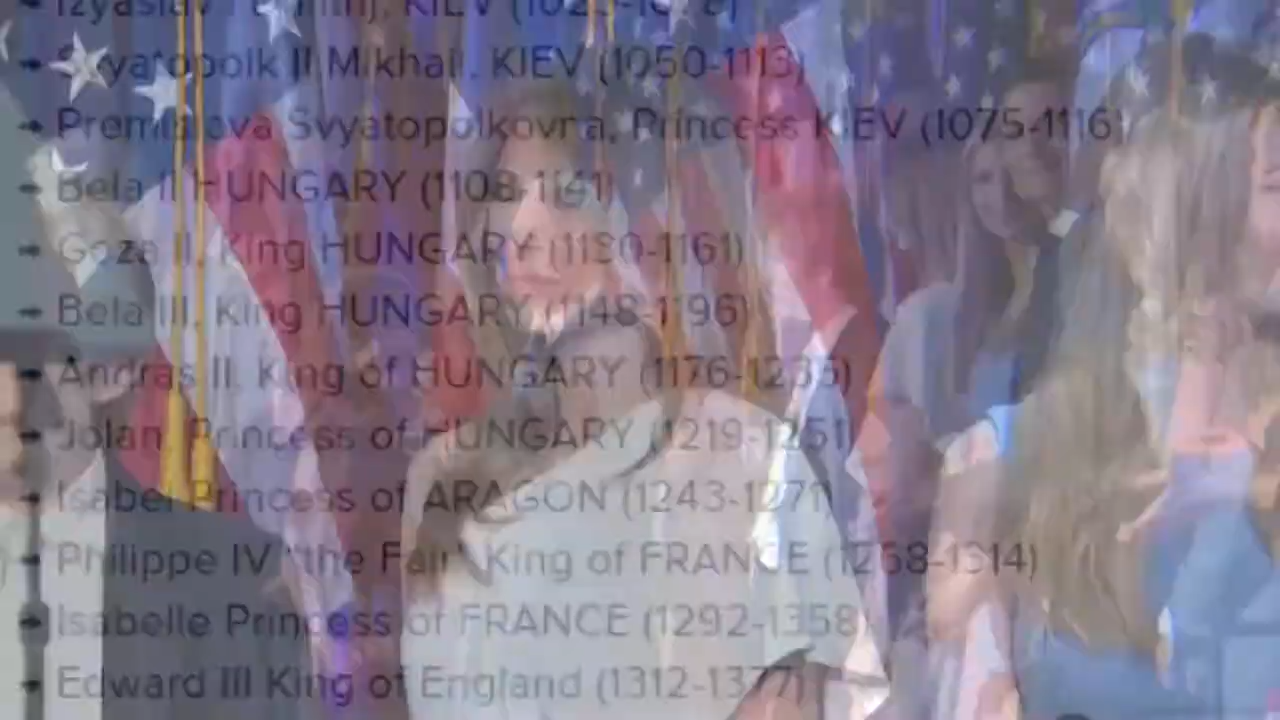 Izyaslav KIEV
Svyatopolk II Mikhail, KIEV (1050-1113)
Premislava Svyatopolkovna, Princess KIEV (1075-1116)
Bela II HUNGARY (1108-1141)
Geza II, King HUNGARY (1130-1161)
Bela III, King HUNGARY (1148-1196)
Andras II, King of HUNGARY (1176-1235)
Jolan, Princess of HUNGARY (1219-1251)
Isabel Princess of ARAGON (1243-1271)
Philippe IV "the Fair" King of FRANCE (1268-1314)
Isabelle Princess of FRANCE (1292-1358)
Edward III King of England (1312-1377)